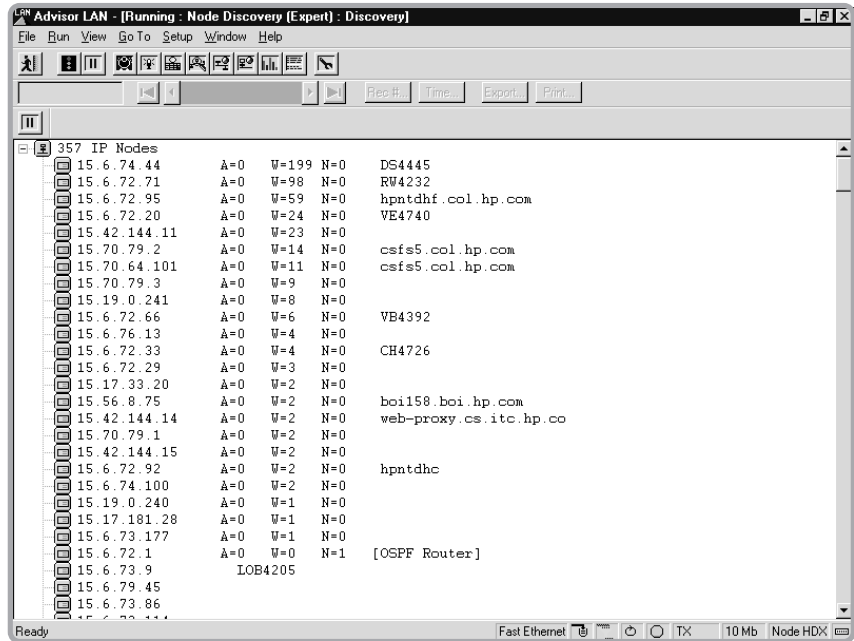 Advisor LAN - [Running : Node Discovery (Expert) : Discovery]
File Run View Go To Setup Window Help
Rec #... Time... Export... Print...
357 IP Nodes
15.6.74.44 A=0 W=199 N=0 DS4445
15.6.72.71 A=0 W=98 N=0 RW4232
15.6.72.95 A=0 W=59 N=0 hpntdhf.col.hp.com
15.6.72.20 A=0 W=24 N=0 VE4740
15.42.144.11 A=0 W=23 N=0
15.70.79.2 A=0 W=14 N=0 csfs5.col.hp.com
15.70.64.101 A=0 W=11 N=0 csfs5.col.hp.com
15.70.79.3 A=0 W=9 N=0
15.19.0.241 A=0 W=8 N=0
15.6.72.66 A=0 W=6 N=0 VB4392
15.6.76.13 A=0 W=4 N=0
15.6.72.33 A=0 W=4 N=0 CH4726
15.6.72.29 A=0 W=3 N=0
15.17.33.20 A=0 W=2 N=0
15.56.8.75 A=0 W=2 N=0 boi158.boi.hp.com
15.42.144.14 A=0 W=2 N=0 web-proxy.cs.itc.hp.co
15.70.79.1 A=0 W=2 N=0
15.42.144.15 A=0 W=2 N=0
15.6.72.92 A=0 W=2 N=0 hpntdhc
15.6.74.100 A=0 W=2 N=0
15.19.0.240 A=0 W=1 N=0
15.17.181.28 A=0 W=1 N=0
15.6.73.177 A=0 W=1 N=0
15.6.72.1 A=0 W=0 N=1 [OSPF Router]
15.6.73.9 LOB4205
15.6.79.45
15.6.73.86
Ready Fast Ethernet TX 10 Mb Node HDX